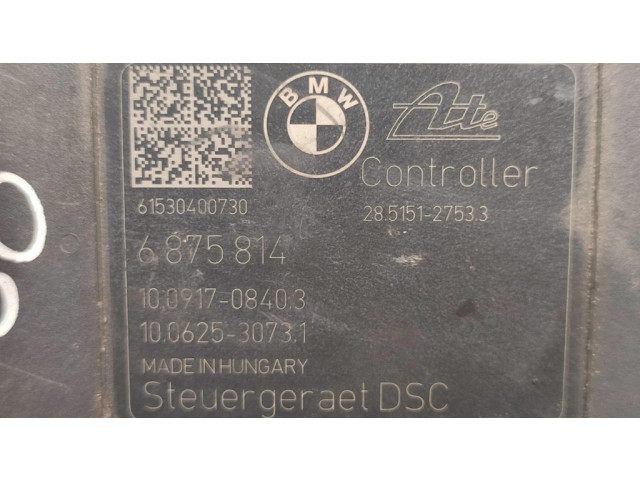 BMW
Ate
Controller
61530400730
28.5151-2753.3
6 875 814
10.0917-0840.3
10.0625-3073.1
MADE IN HUNGARY
Steuergeraet DSC